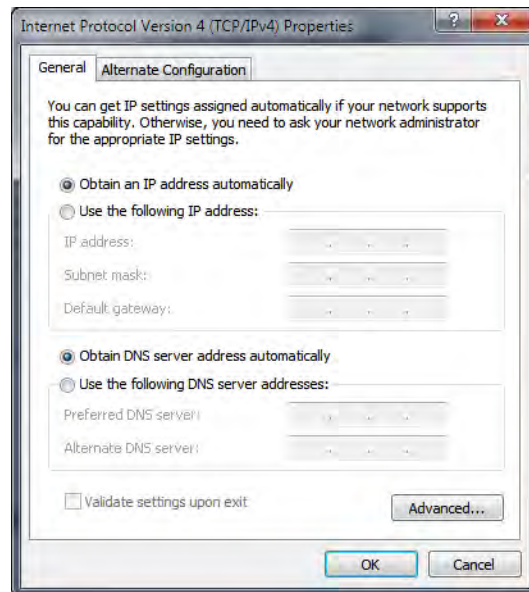 Internet Protocol Version 4 (TCP/IPv4) Properties
General
Alternate Configuration
You can get IP settings assigned automatically if your network supports
this capability. Otherwise, you need to ask your network administrator
for the appropriate IP settings.
Obtain an IP address automatically
Use the following IP address:
IP address:
Subnet mask:
Default gateway:
Obtain DNS server address automatically
Use the following DNS server addresses:
Preferred DNS server:
Alternate DNS server:
Validate settings upon exit
Advanced...
OK
Cancel